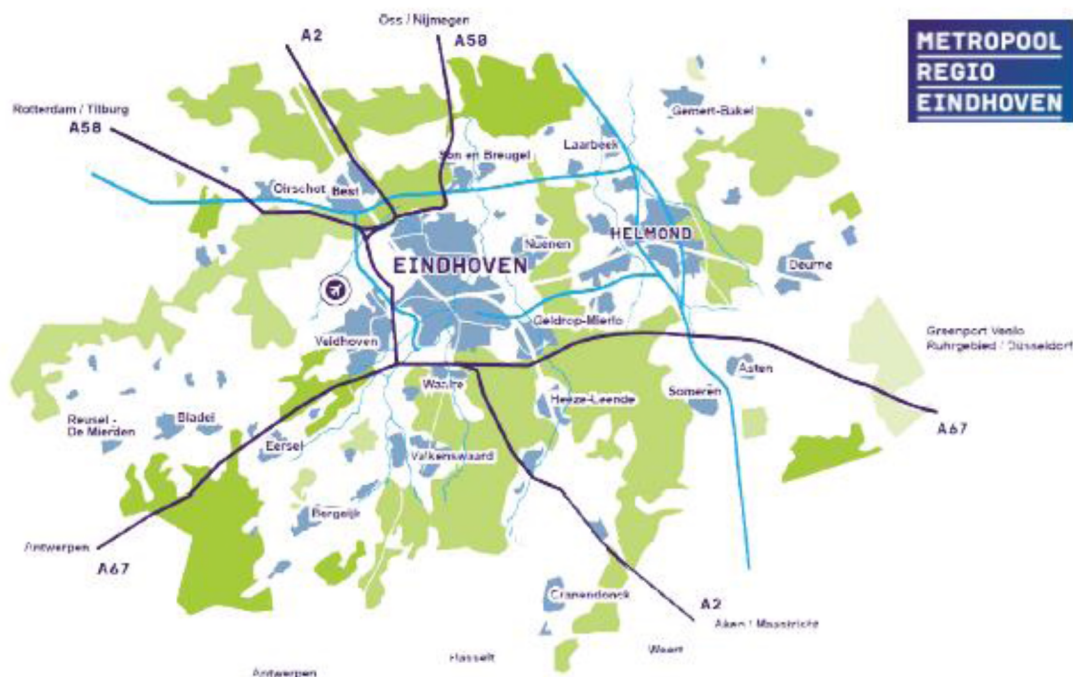 Oss / Nijmegen
A2
A50
METROPOOL
REGIO
EINDHOVEN
Rotterdam / Tilburg
A58
Gemert-Bakel
Laarbeek
Son en Breugel
Oirschot
Best
HELMOND
Nuenen
EINDHOVEN
Deurne
Geldrop-Mierlo
Veldhoven
Greenport Venlo
Ruhrgebied / Düsseldorf
Asten
Waalre
Someren
Heeze-Leende
Reusel -
De Mierden
Bladel
A67
Eersel
Valkenswaard
Bergeijk
Antwerpen
A67
Cranendonck
A2
Aken / Maastricht
Weert
Hasselt
Antwerpen